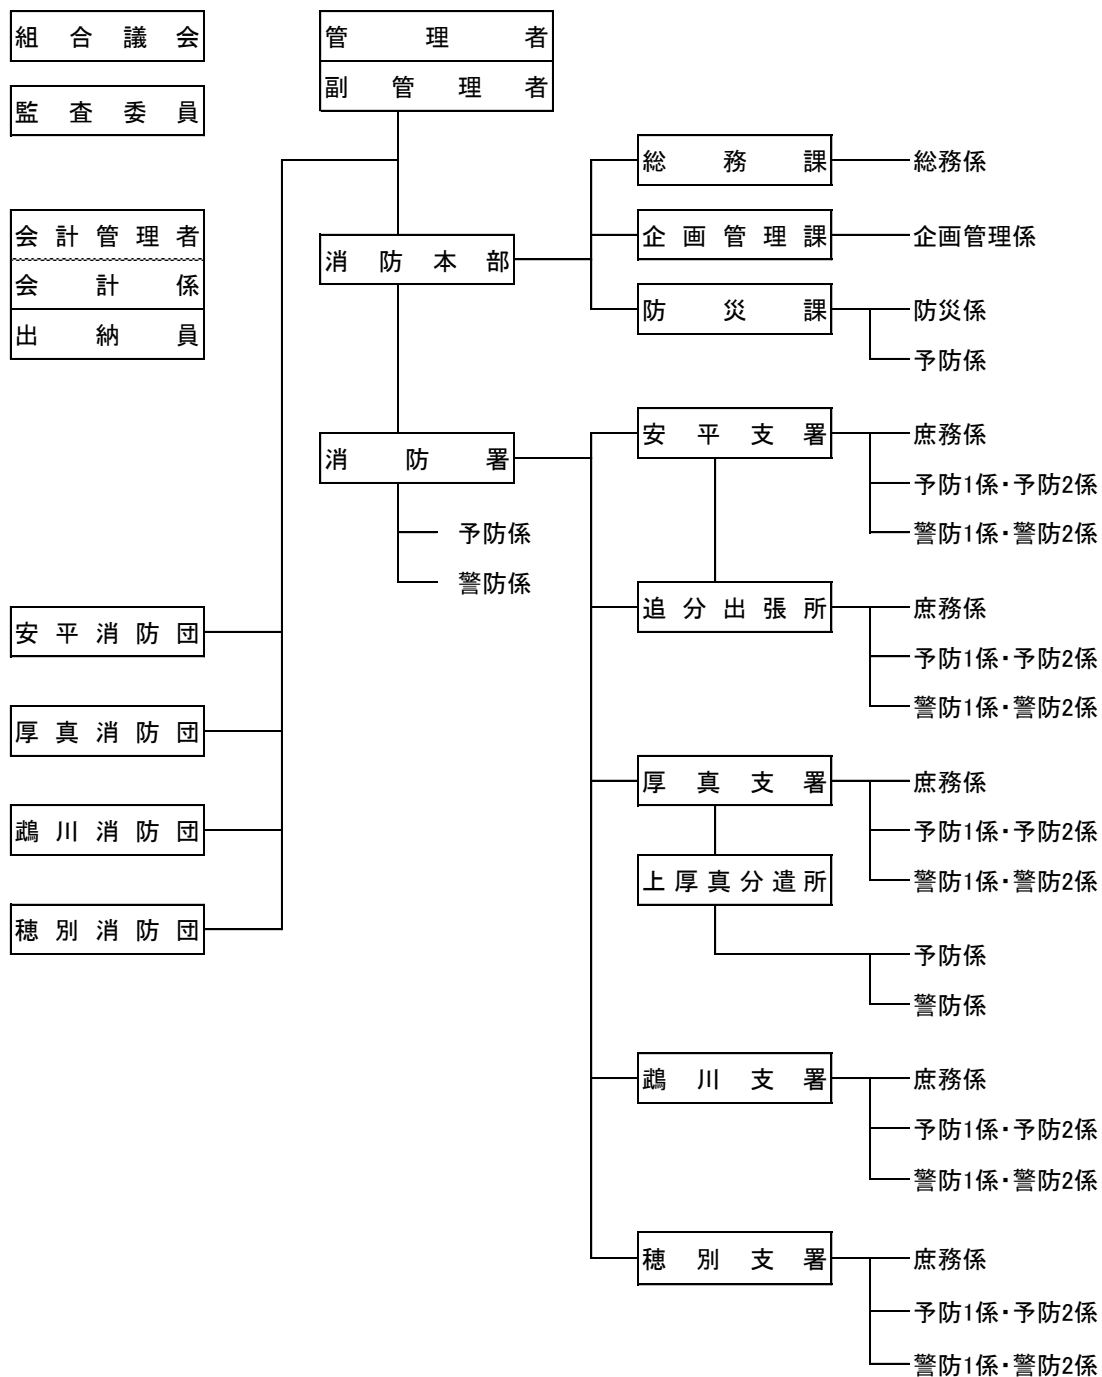 組合議会
監査委員
会計管理者
会計係
出納員
管理者
副管理者
消防本部
総務課
総務係
企画管理課
企画管理係
防災課
防災係
予防係
消防署
予防係
警防係
安平支署
庶務係
予防1係・予防2係
警防1係・警防2係
追分出張所
庶務係
予防1係・予防2係
警防1係・警防2係
厚真支署
庶務係
予防1係・予防2係
警防1係・警防2係
上厚真分遣所
予防係
警防係
鵡川支署
庶務係
予防1係・予防2係
警防1係・警防2係
穂別支署
庶務係
予防1係・予防2係
警防1係・警防2係
安平消防団
厚真消防団
鵡川消防団
穂別消防団